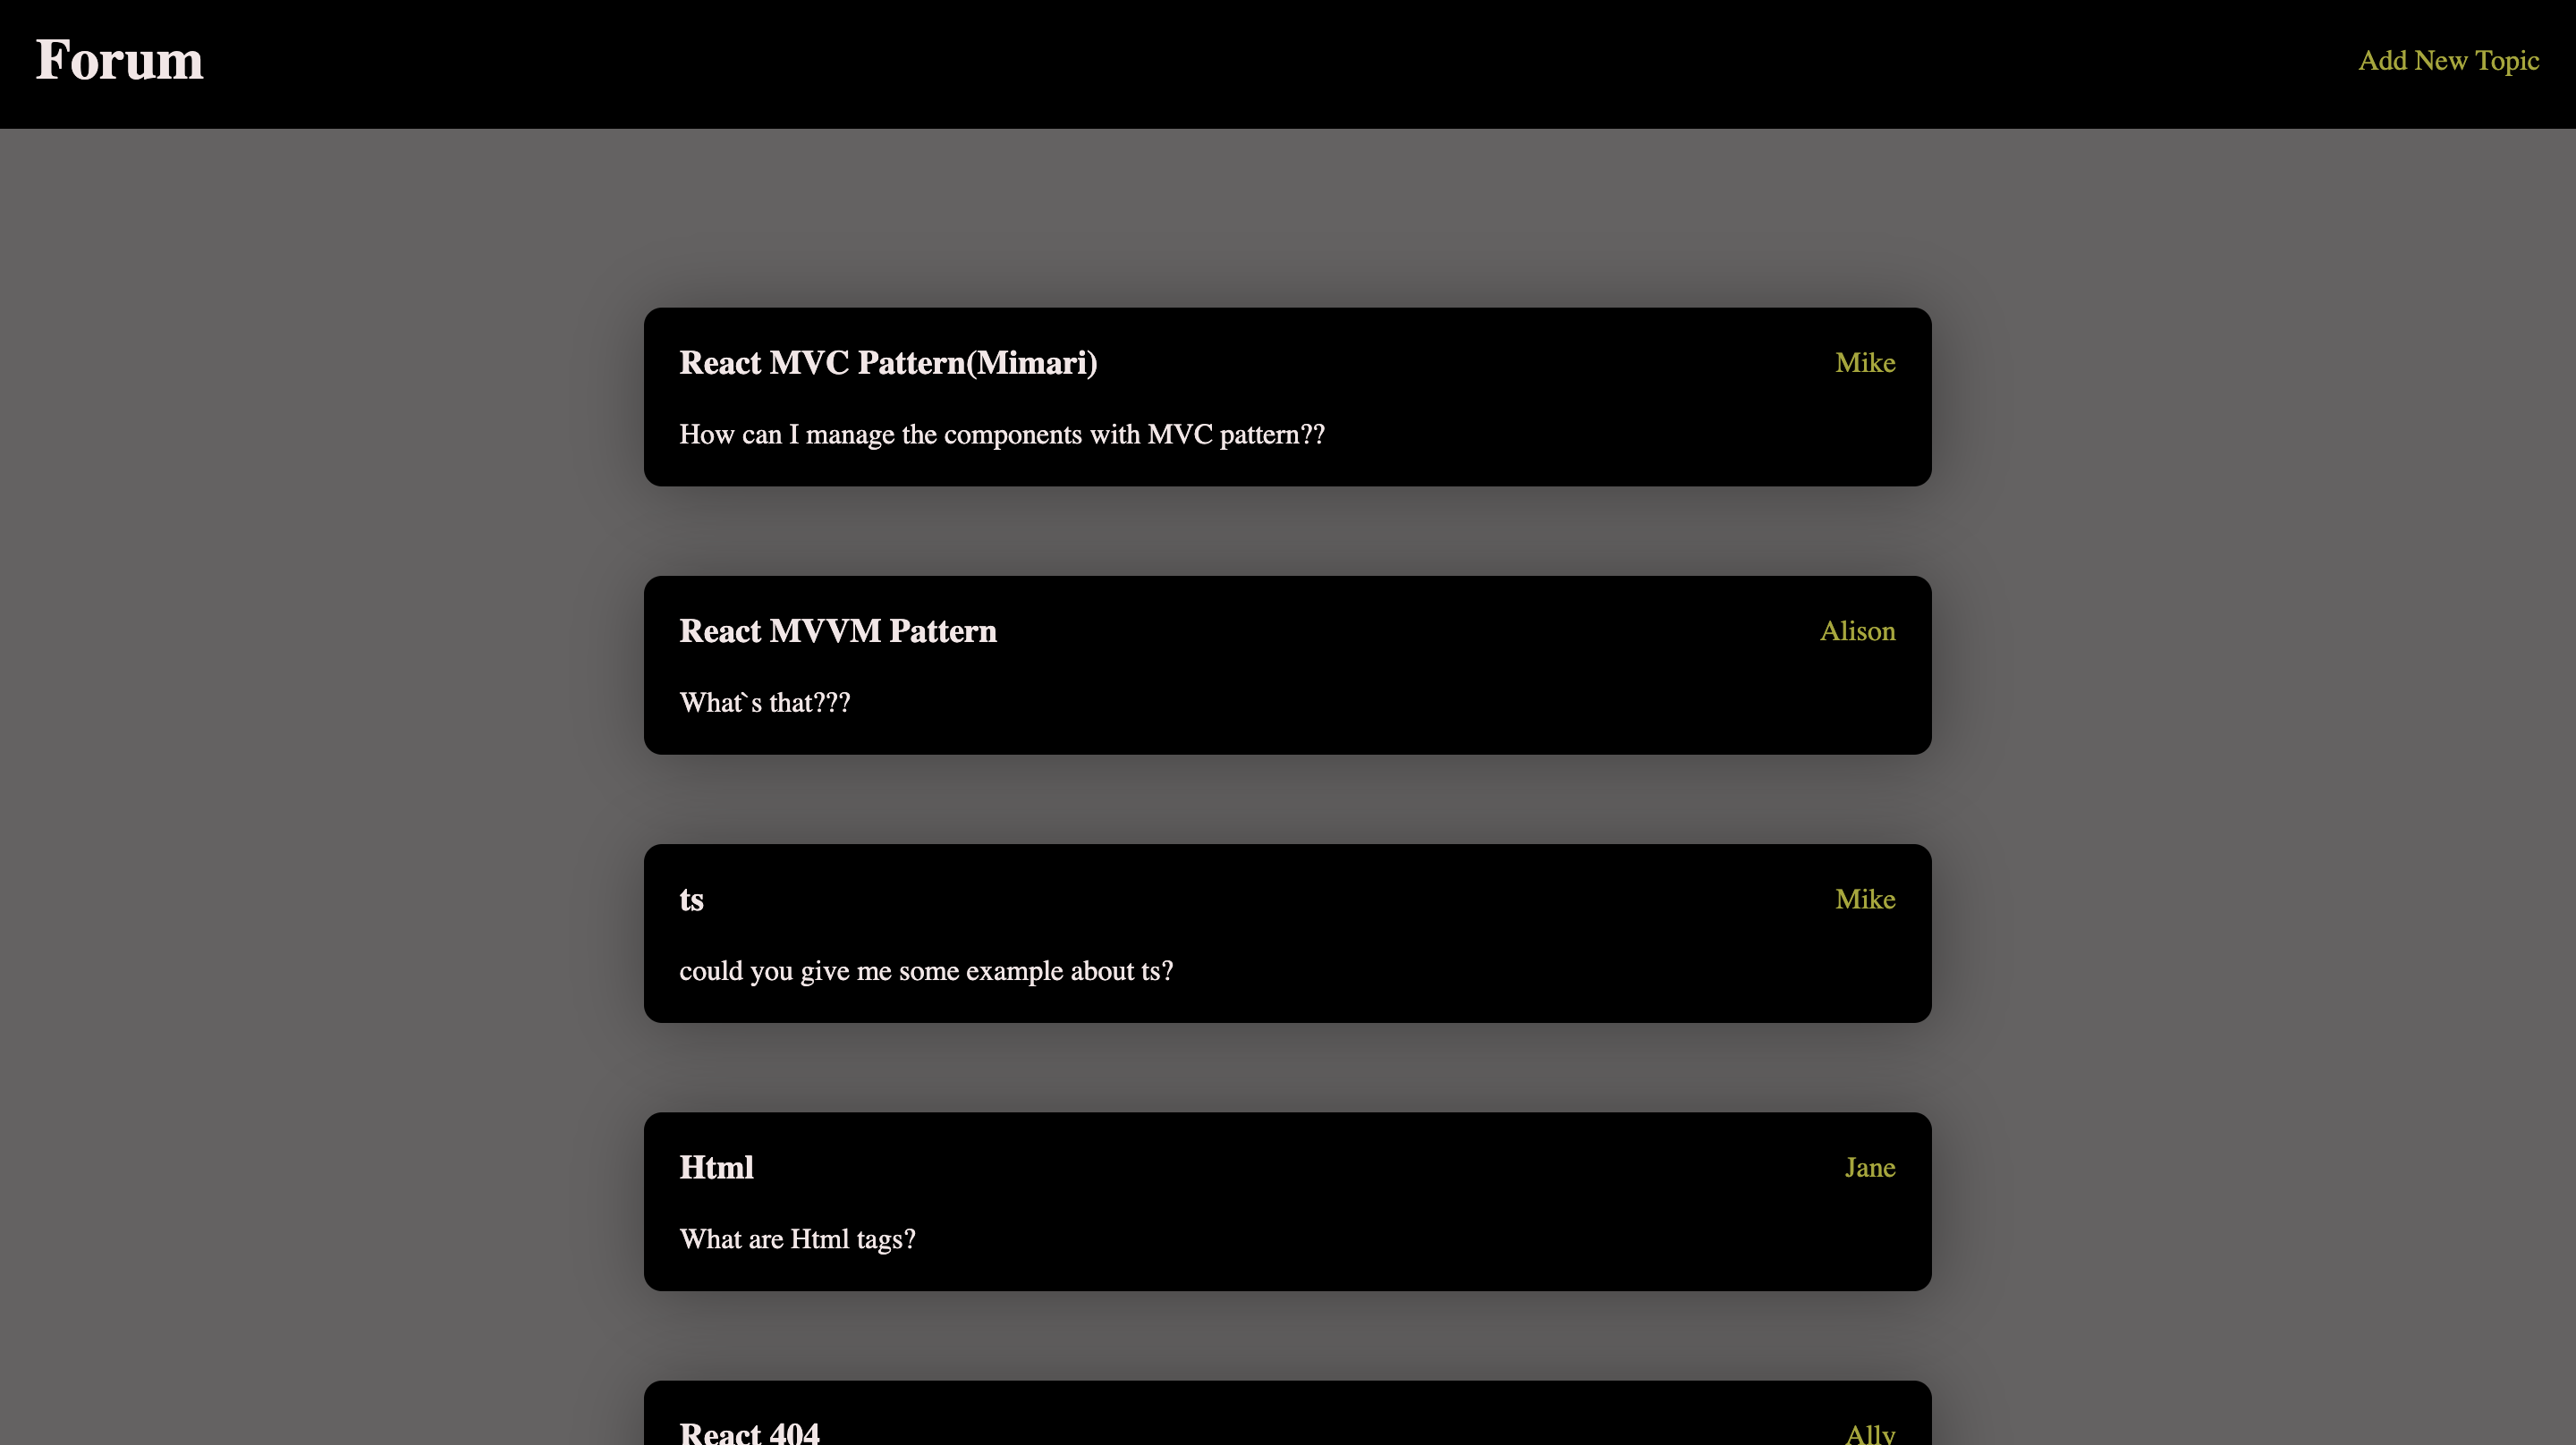 Forum
Add New Topic
React MVC Pattern(Mimari)
Mike
How can I manage the components with MVC pattern??
React MVVM Pattern
Alison
What`s that???
ts
Mike
could you give me some example about ts?
Html
Jane
What are Html tags?
React 404
Ally